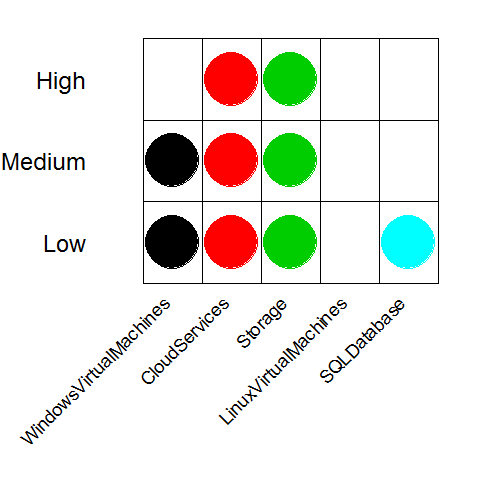 High
Medium
Low
WindowsVirtualMachines
CloudServices
Storage
LinuxVirtualMachines
SQLDatabase